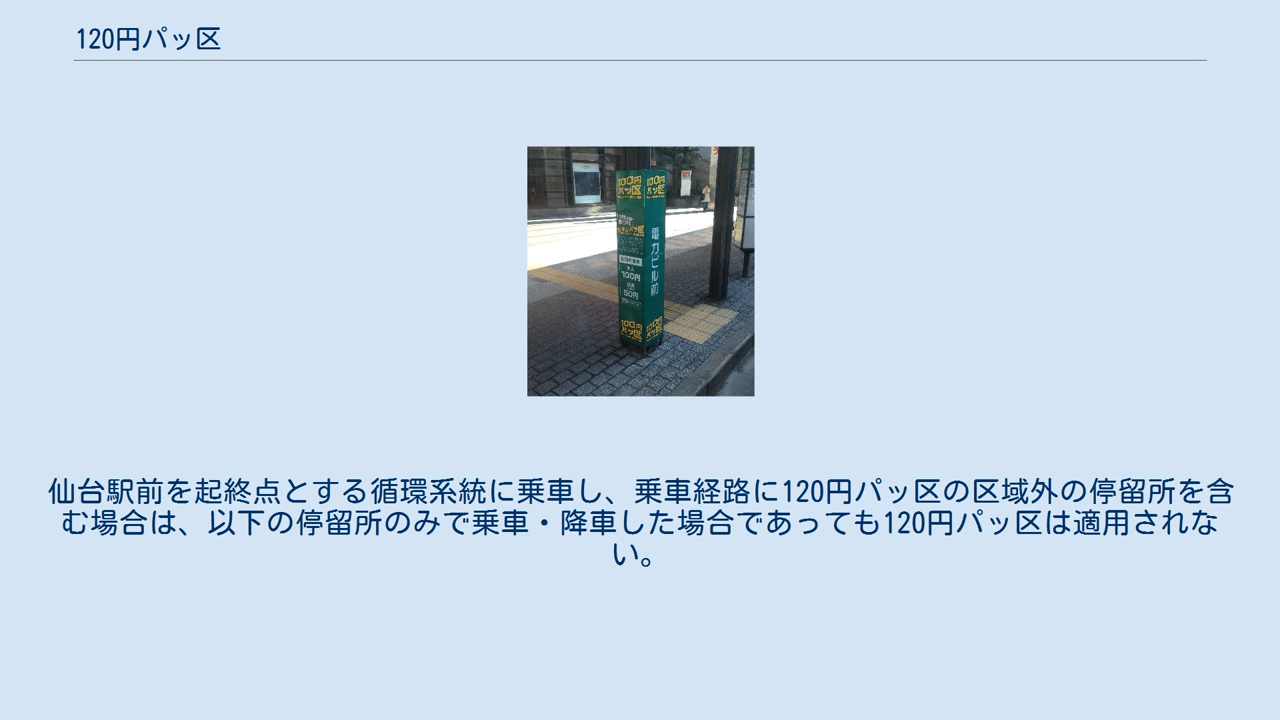 120円パッ区
100円
パッ区
100円
パッ区
電力ビル前
大人
100円
50円
100円
パッ区
100円
パッ区
仙台駅前を起終点とする循環系統に乗車し、乗車経路に120円パッ区の区域外の停留所を含
む場合は、以下の停留所のみで乗車・降車した場合であっても120円パッ区は適用されな
い。